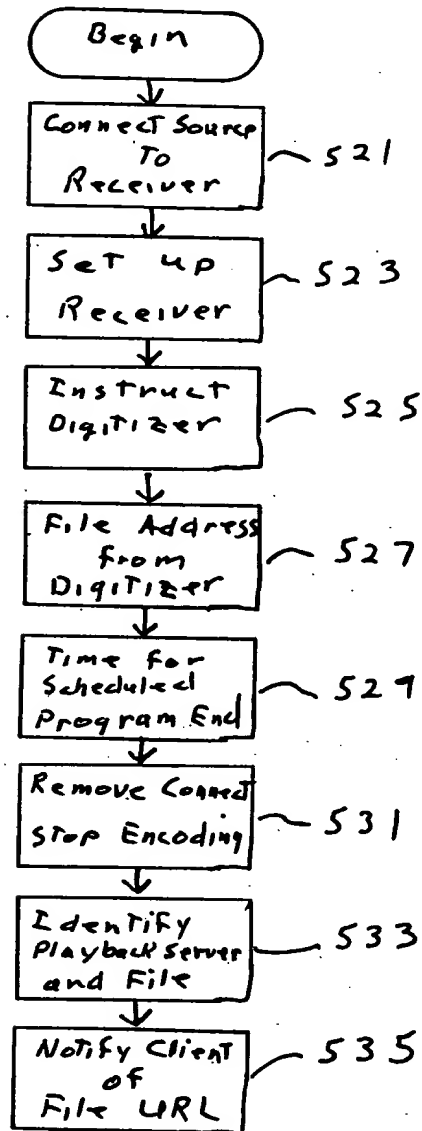 Begin
Connect Source
To
Receiver
521
Set up
Receiver
523
Instruct
Digitizer
525
File Address
from
Digitizer
527
Time for
Scheduled
Program End
529
Remove Connect
Stop Encoding
531
Identify
Playback Server
and File
533
Notify Client
of
File URL
535